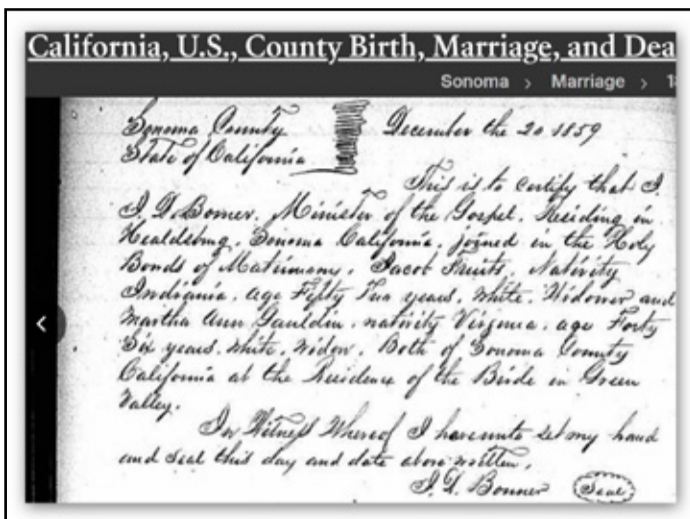 California, U.S., County Birth, Marriage, and Dea
Sonoma > Marriage > 18
Sonoma County December the 20 1859
State of California
This is to certify that I.
J. D. Bonner. Minister of the Gospel. Residing in
Healdsburg. Sonoma California. joined in the Holy
Bonds of Matrimony. Jacob Fruits. Nativity
Indiania. age Fifty Two years. White. Widower and
Martha Ann Gauldin. nativity Virginia. age Forty
Six years. White. Widow. Both of Sonoma County
California at the Residence of the Bride in Green
Valley.
In Witness Whereof I have unto set my hand
and Seal this day and date above written.
J. D. Bonner Seal